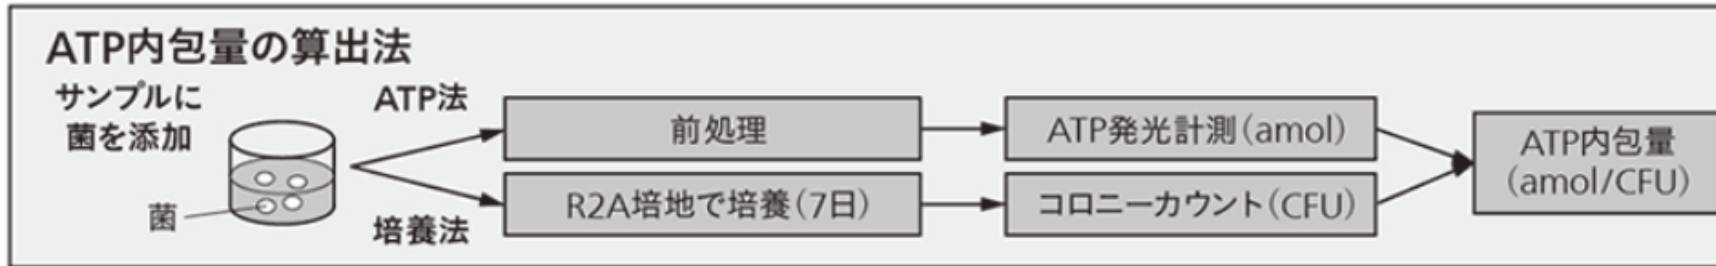 ATP内包量の算出法
サンプルに
菌を添加
菌
ATP法
前処理
ATP発光計測(amol)
培養法
R2A培地で培養(7日)
コロニーカウント(CFU)
ATP内包量
(amol/CFU)